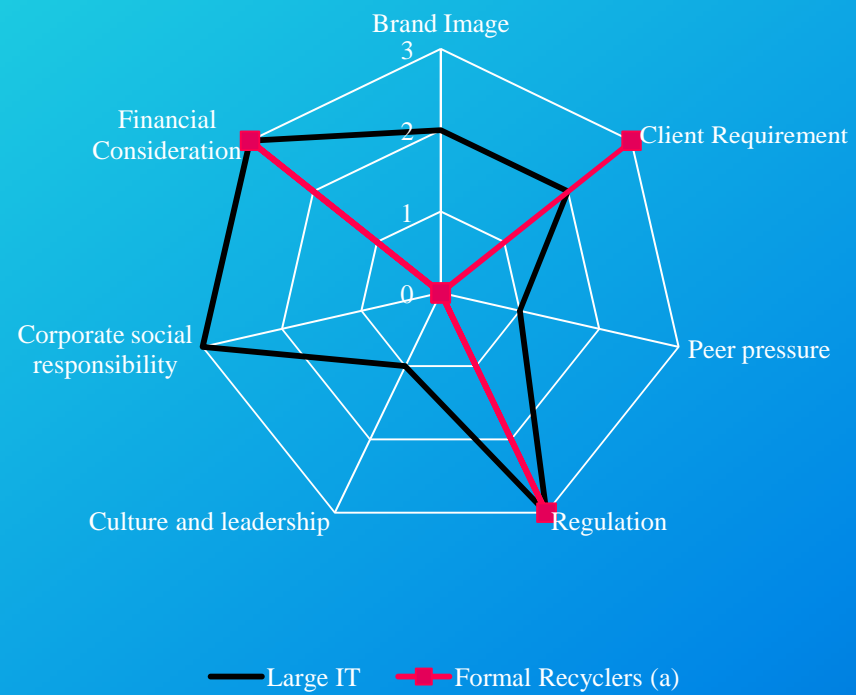 Brand Image
3
Financial
Consideration
2
Client Requirement
1
0
Corporate social
responsibility
Peer pressure
Culture and leadership
Regulation
Large IT
Formal Recyclers (a)